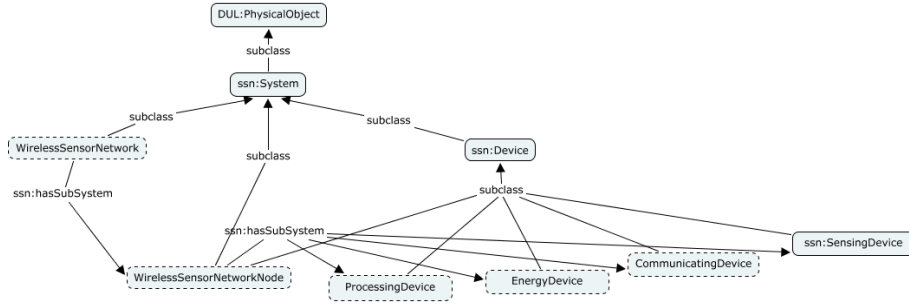 DUL:PhysicalObject
subclass
ssn:System
subclass
subclass
WirelessSensorNetwork
subclass
ssn:Device
ssn:hasSubSystem
subclass
ssn:hasSubSystem
ssn:SensingDevice
WirelessSensorNetworkNode
ProcessingDevice
EnergyDevice
CommunicatingDevice